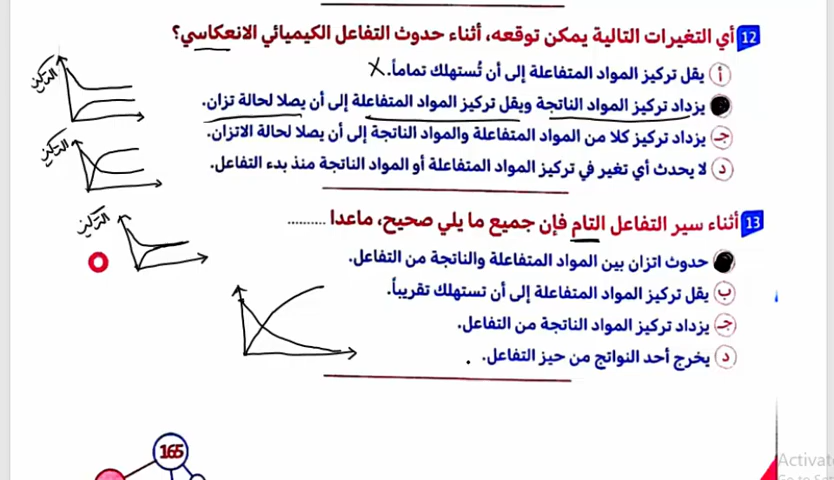 12 أي التغيرات التالية يمكن توقعه، أثناء حدوث التفاعل الكيميائي الانعكاسي؟
أ يقل تركيز المواد المتفاعلة إلى أن تُستهلك تماماً. X
يزداد تركيز المواد الناتجة ويقل تركيز المواد المتفاعلة إلى أن يصلا لحالة تزان.
جـ يزداد تركيز كلا من المواد المتفاعلة والمواد الناتجة إلى أن يصلا لحالة الاتزان.
د لا يحدث أي تغير في تركيز المواد المتفاعلة أو المواد الناتجة منذ بدء التفاعل.
التركيز
التركيز
13 أثناء سير التفاعل التام فإن جميع ما يلي صحيح، ماعدا ..........
حدوث اتزان بين المواد المتفاعلة والناتجة من التفاعل.
ب يقل تركيز المواد المتفاعلة إلى أن تستهلك تقريباً.
جـ يزداد تركيز المواد الناتجة من التفاعل.
د يخرج أحد النواتج من حيز التفاعل.
التركيز
165